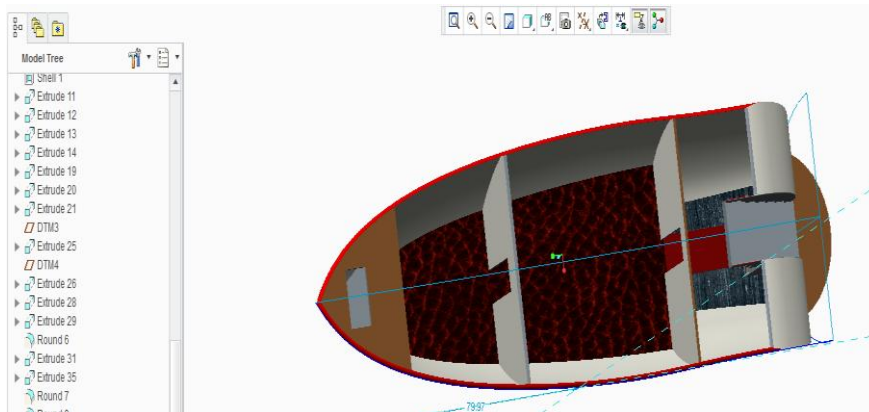 Model Tree
Shell 1
Extrude 11
Extrude 12
Extrude 13
Extrude 14
Extrude 19
Extrude 20
Extrude 21
DTM3
Extrude 25
DTM4
Extrude 26
Extrude 28
Extrude 29
Round 6
Extrude 31
Extrude 35
Round 7
79.97